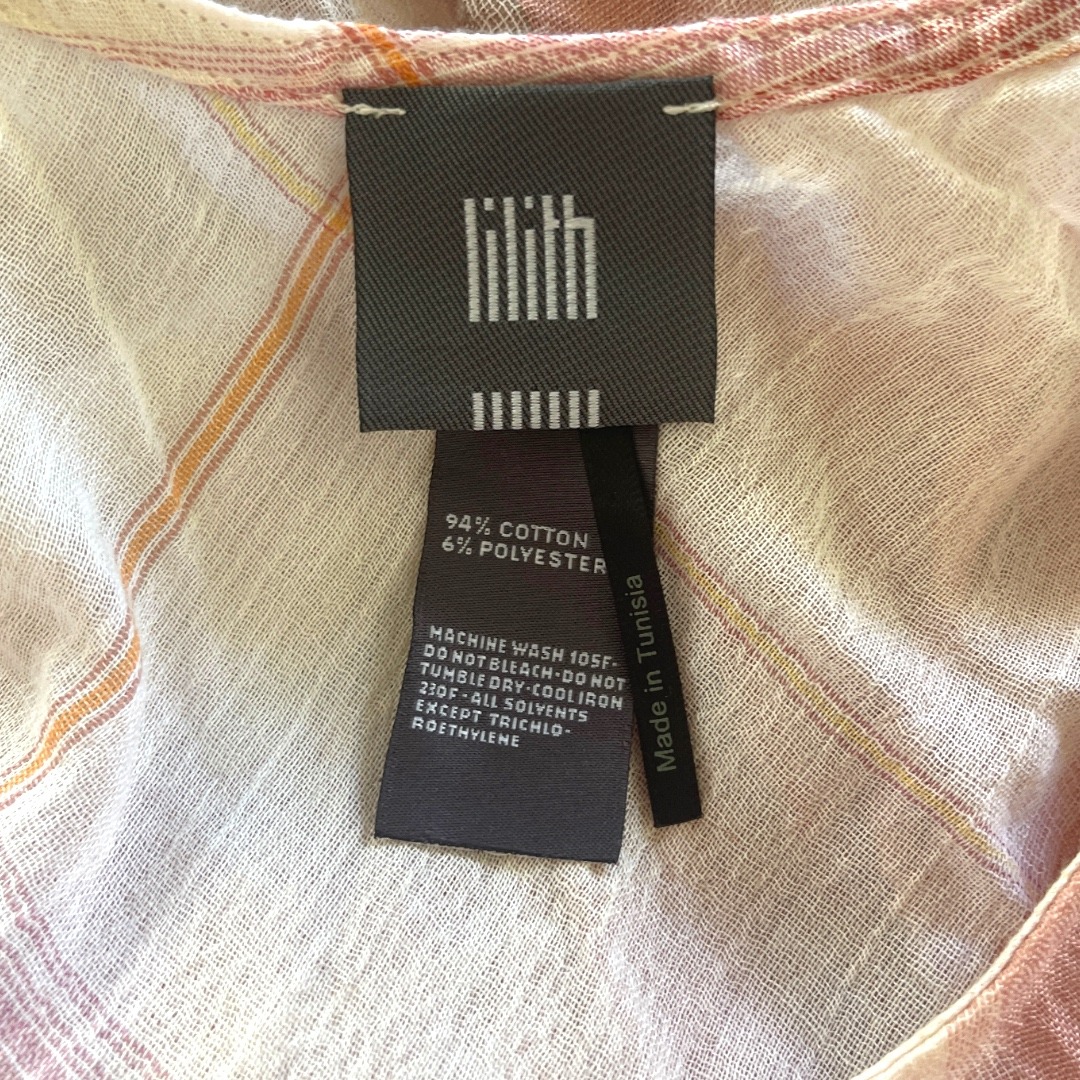 lilith
94% COTTON
6% POLYESTER
MACHINE WASH 105F-
DO NOT BLEACH-DO NOT
TUMBLE DRY-COOL IRON
230F-ALL SOLVENTS
EXCEPT TRICHLO-
ROETHYLENE
Made in Tunisia